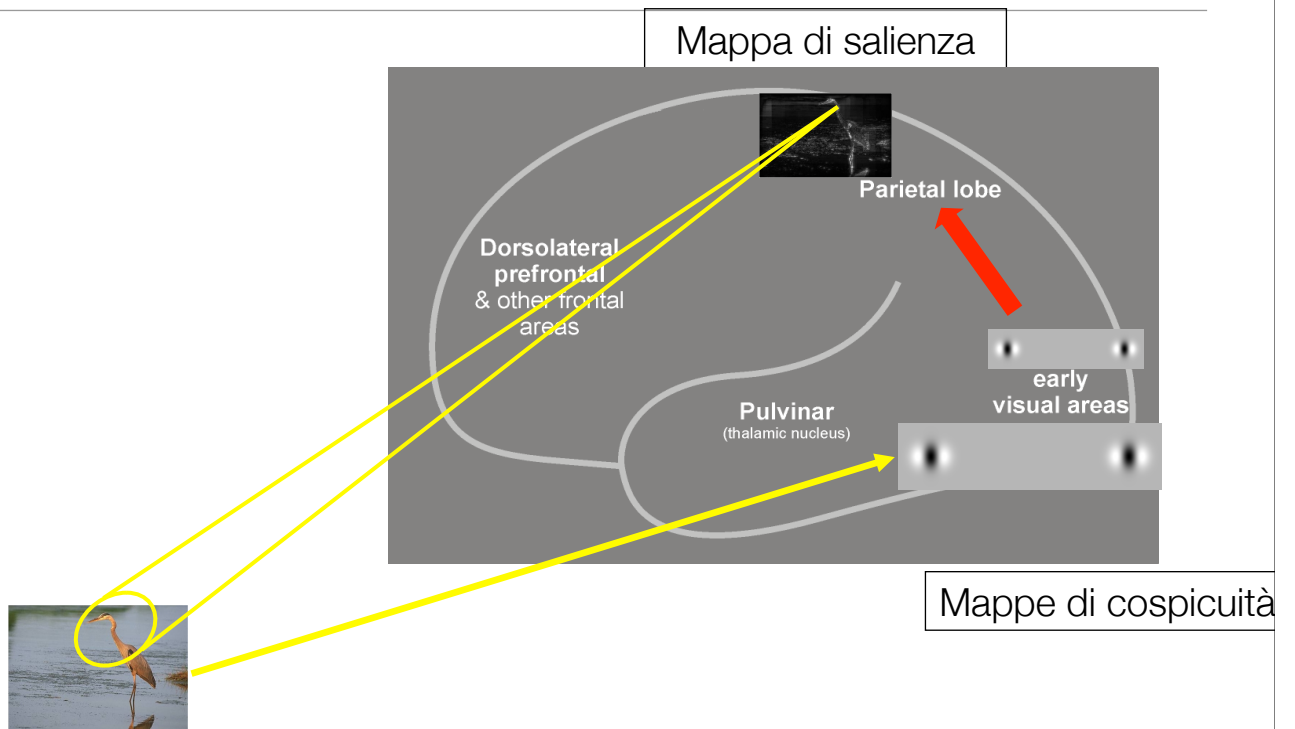 Mappa di salienza
Parietal lobe
Dorsolateral
prefrontal
& other frontal
areas
early
visual areas
Pulvinar
(thalamic nucleus)
Mappe di cospicuità